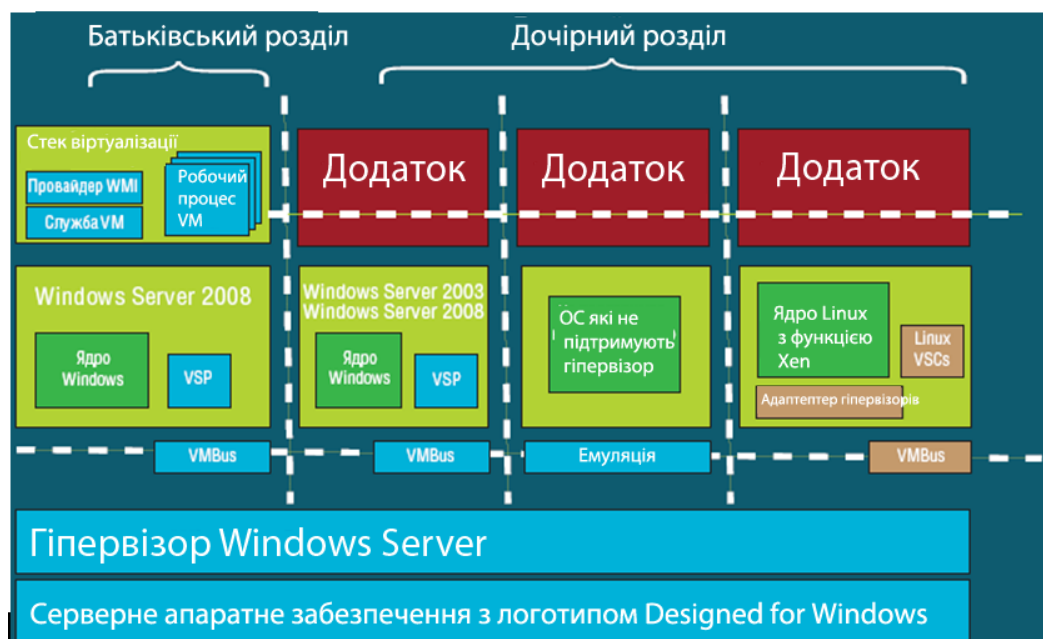 Батьківський розділ
Дочірний розділ
Стек віртуалізації
Провайдер WMI
Служба VM
Робочий
процес
VM
Додаток
Додаток
Додаток
Windows Server 2008
Ядро
Windows
VSP
Windows Server 2003
Windows Server 2008
Ядро
Windows
VSP
ОС які не
підтримують
гіпервізор
Ядро Linux
з функцією
Xen
Linux
VSCs
Адаптептер гіпервізорів
VMBus
VMBus
Емуляція
VMBus
Гіпервізор Windows Server
Серверне апаратне забезпечення з логотипом Designed for Windows